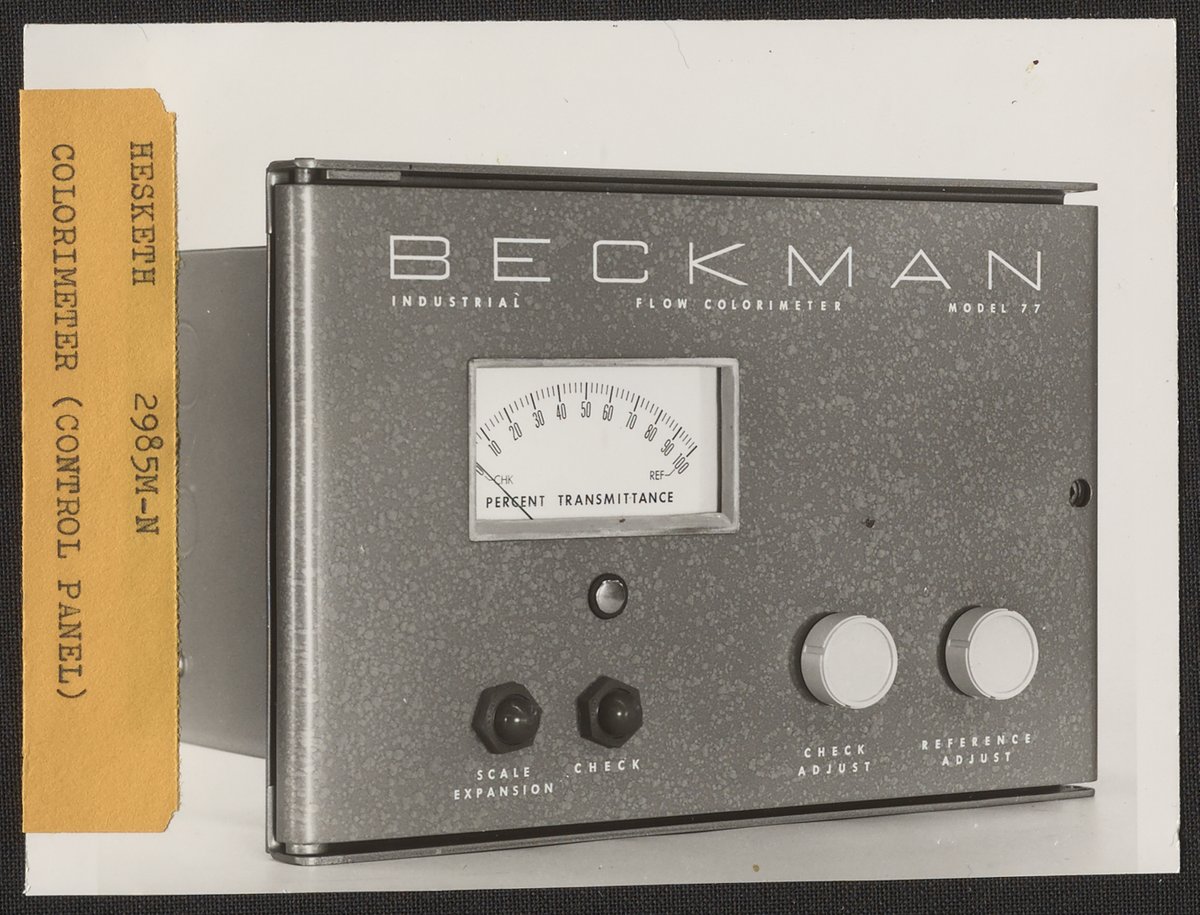 HESKETH 2985M-N
COLORIMETER (CONTROL PANEL)
BECKMAN
INDUSTRIAL FLOW COLORIMETER MODEL 77
0 10 20 30 40 50 60 70 80 90 100
CHK REF
PERCENT TRANSMITTANCE
SCALE EXPANSION
CHECK
CHECK ADJUST
REFERENCE ADJUST